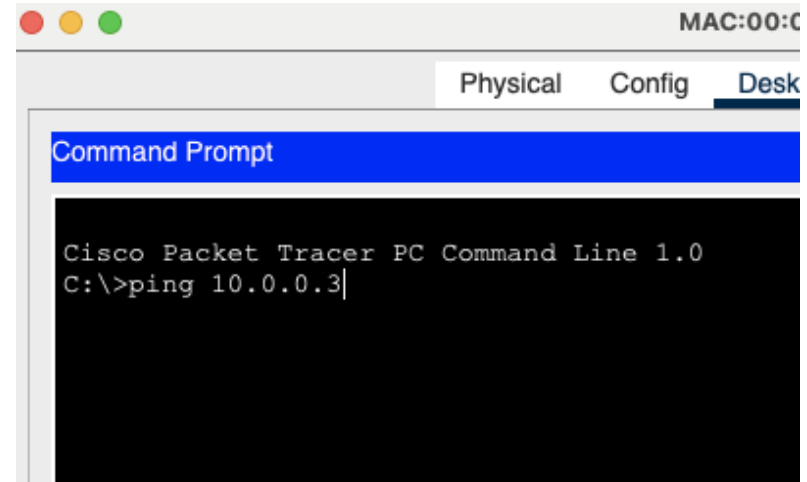 MAC:00:0
Physical Config Desk
Command Prompt
Cisco Packet Tracer PC Command Line 1.0
C:\>ping 10.0.0.3